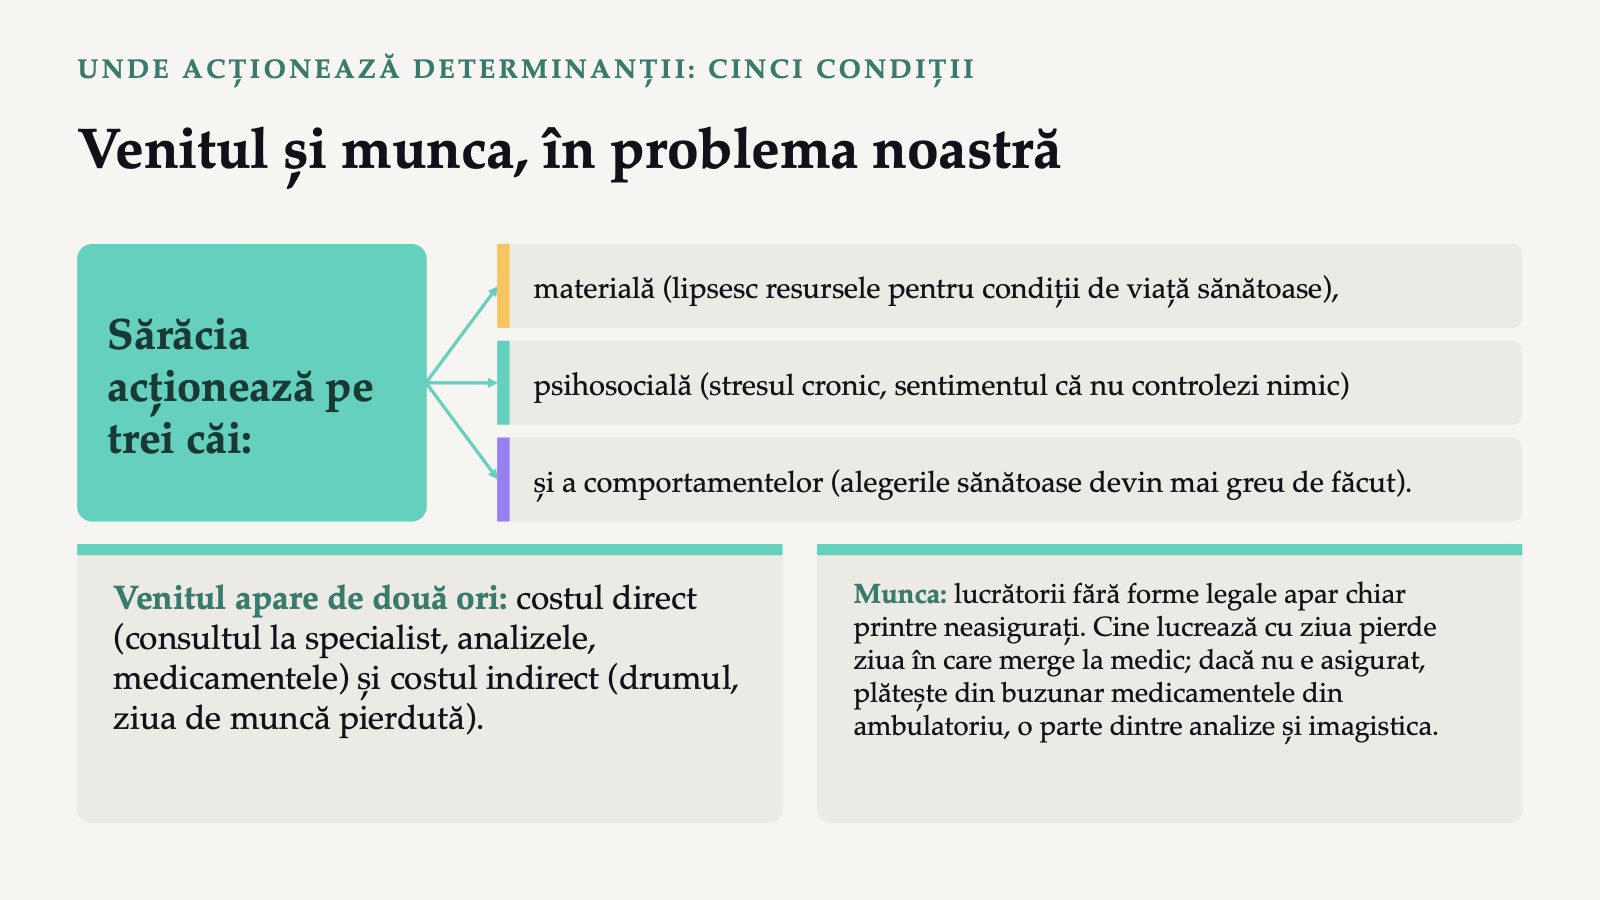 UNDE ACȚIONEAZĂ DETERMINANȚII: CINCI CONDIȚII
Venitul și munca, în problema noastră
Sărăcia
acționează pe
trei căi:
materială (lipsesc resursele pentru condiții de viață sănătoase),
psihosocială (stresul cronic, sentimentul că nu controlezi nimic)
și a comportamentelor (alegerile sănătoase devin mai greu de făcut).
Venitul apare de două ori: costul direct
(consultul la specialist, analizele,
medicamentele) și costul indirect (drumul,
ziua de muncă pierdută).
Munca: lucrătorii fără forme legale apar chiar
printre neasigurați. Cine lucrează cu ziua pierde
ziua în care merge la medic; dacă nu e asigurat,
plătește din buzunar medicamentele din
ambulatoriu, o parte dintre analize și imagistica.